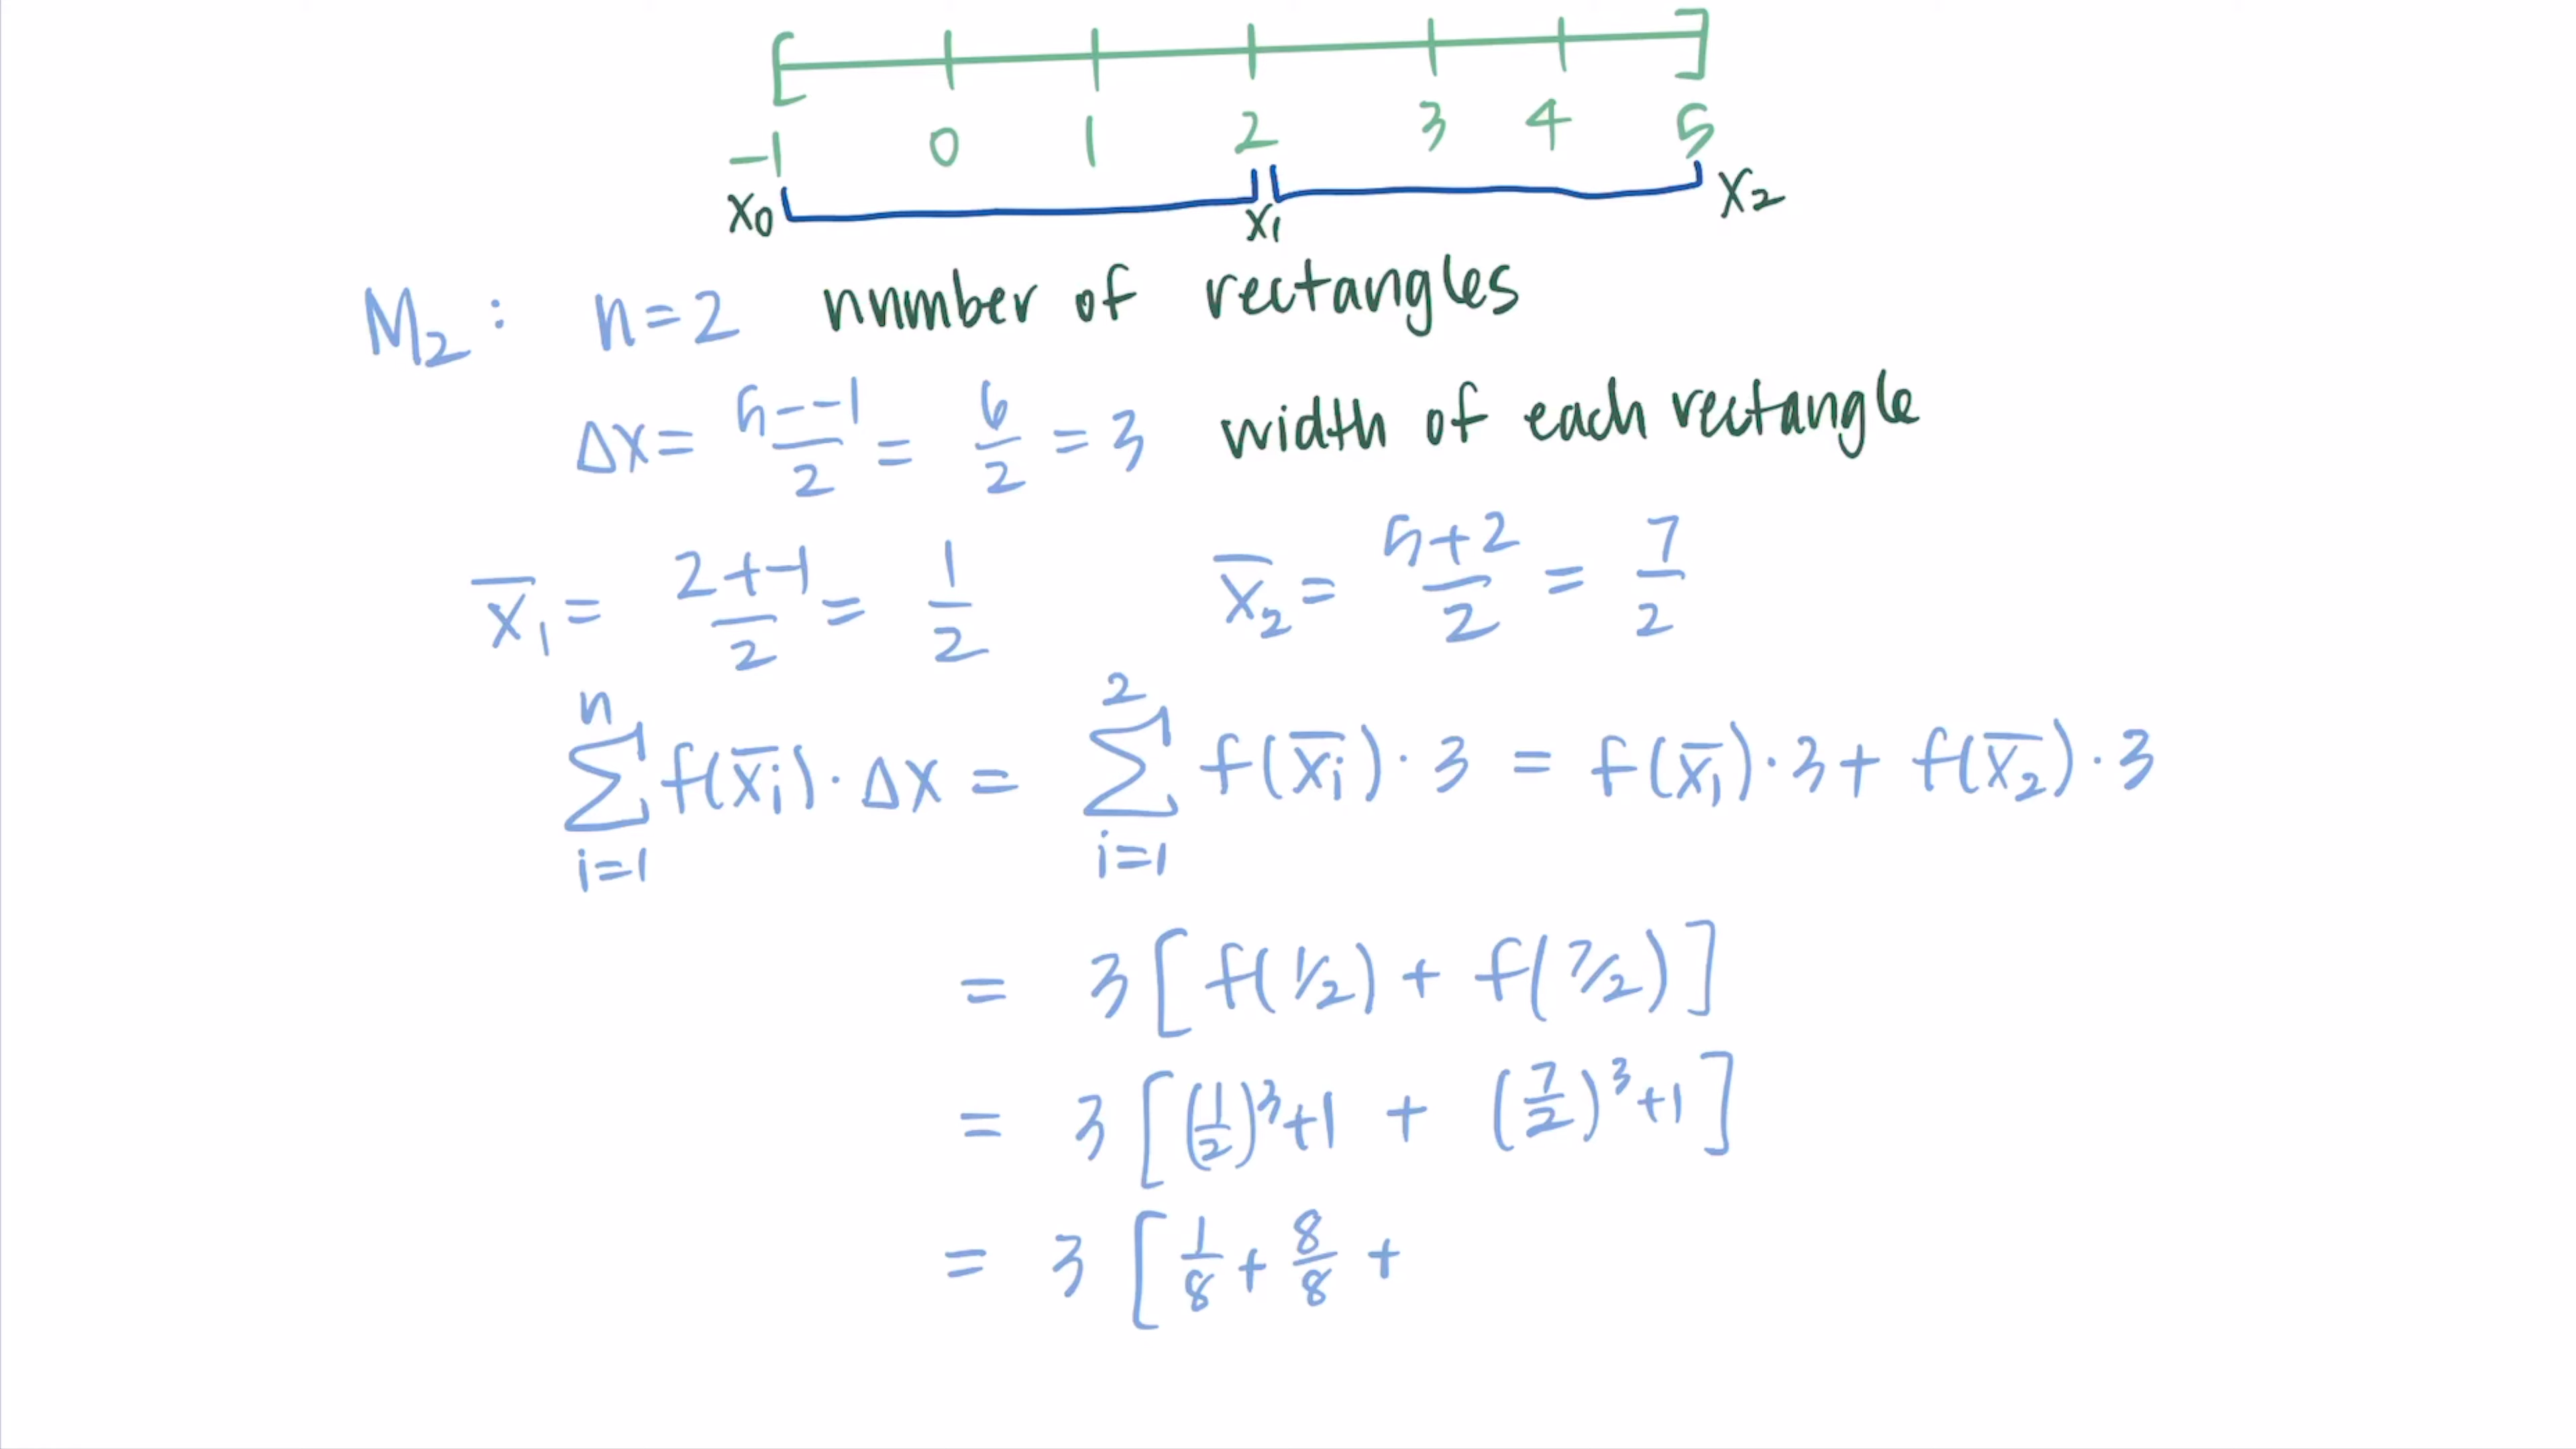 -1 0 1 2 3 4 5
x₀ x₁ x₂
M₂ : n=2 nnmber of rectangles
Δx = (5--1)/2 = 6/2 = 3 width of each rectangle
x̄₁ = (2+-1)/2 = 1/2 x̄₂ = (5+2)/2 = 7/2
∑_{i=1}^{n} f(x̄ᵢ)·Δx = ∑_{i=1}^{2} f(x̄ᵢ)·3 = f(x̄₁)·3 + f(x̄₂)·3
= 3[f(1/2) + f(7/2)]
= 3[(1/2)³+1 + (7/2)³+1]
= 3[1/8 + 8/8 +